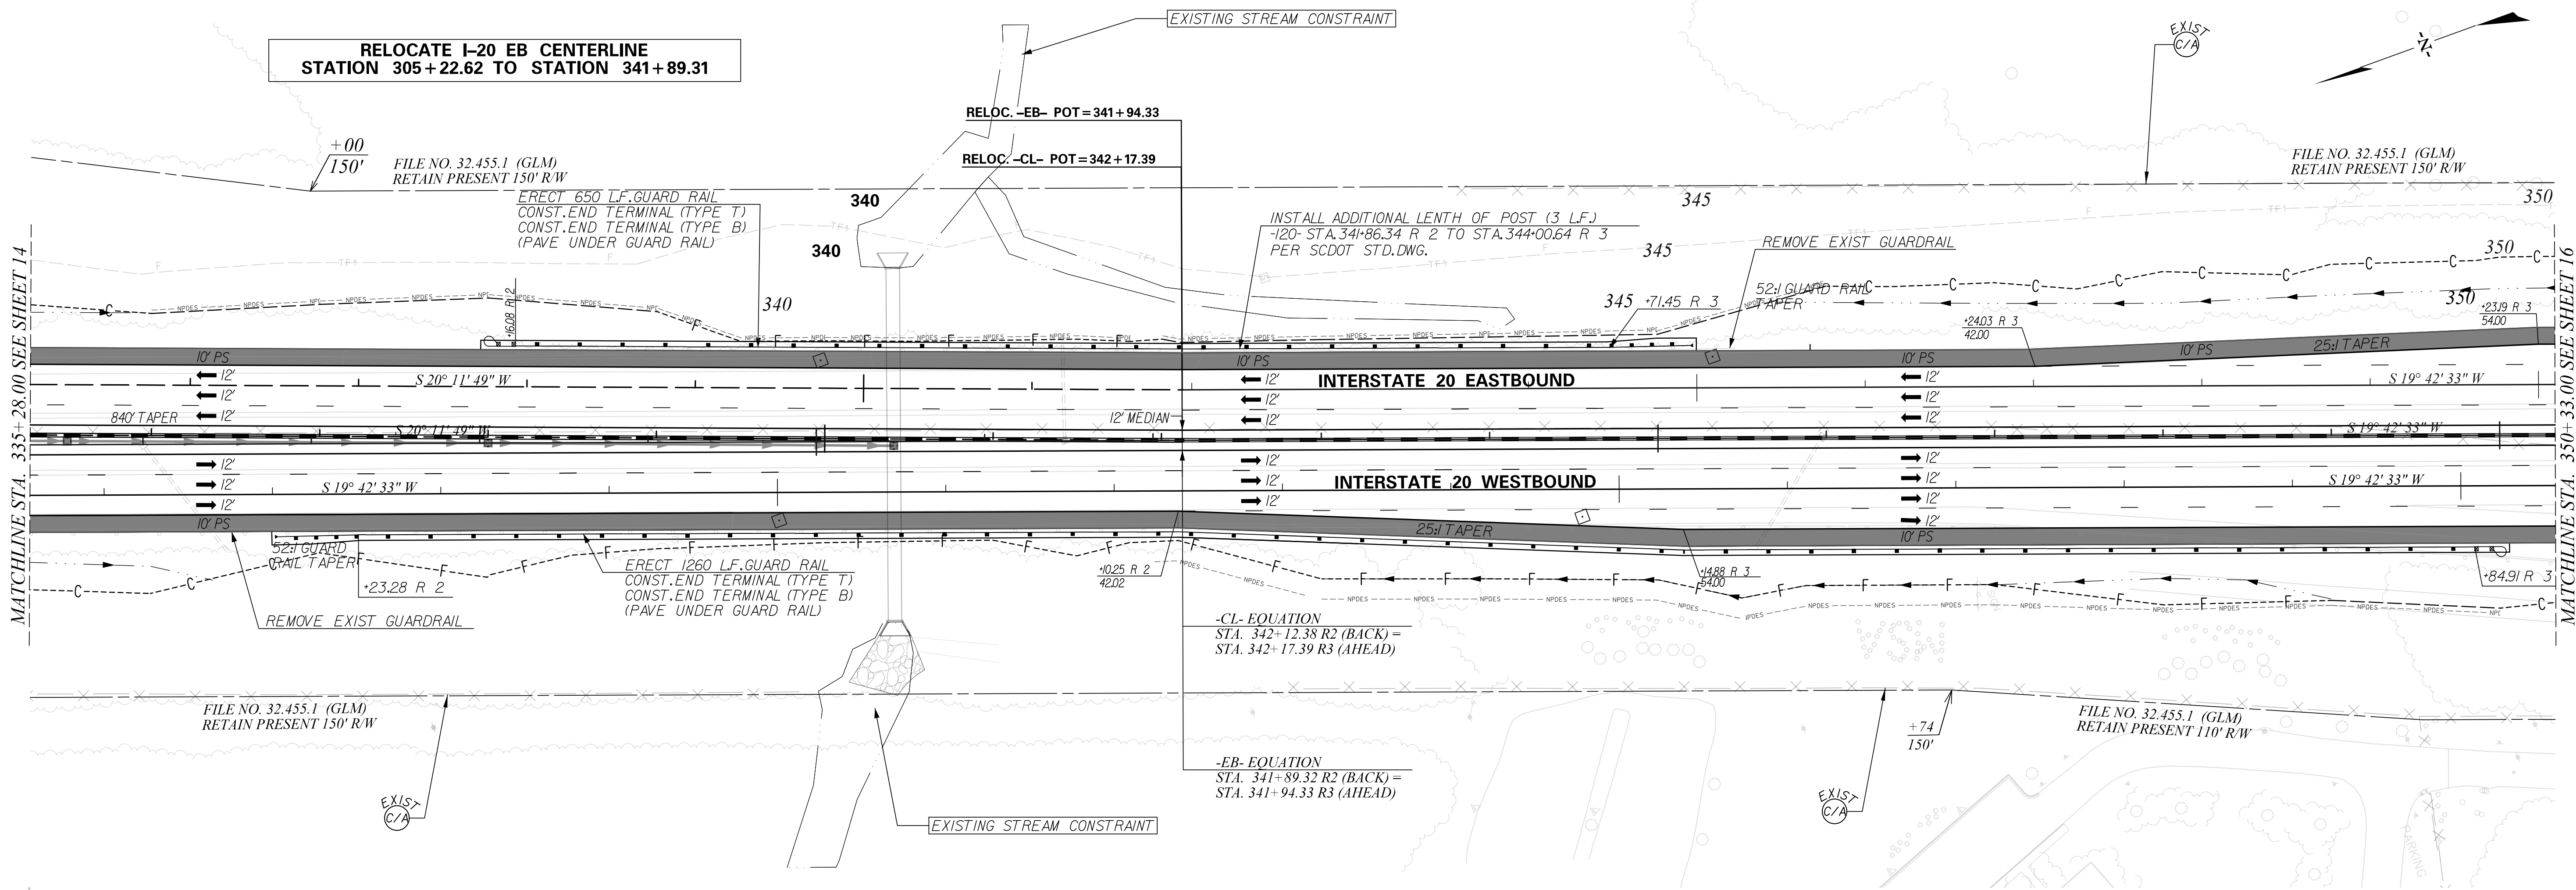 EXISTING STREAM CONSTRAINT
RELOCATE I-20 EB CENTERLINE
STATION 305+22.62 TO STATION 341+89.31
EXIST
C/A
-N-
RELOC. -EB- POT=341+94.33
RELOC. -CL- POT=342+17.39
+00
150'
FILE NO. 32.455.1 (GLM)
RETAIN PRESENT 150' R/W
FILE NO. 32.455.1 (GLM)
RETAIN PRESENT 150' R/W
ERECT 650 L.F.GUARD RAIL
CONST.END TERMINAL (TYPE T)
CONST.END TERMINAL (TYPE B)
(PAVE UNDER GUARD RAIL)
340
345
350
INSTALL ADDITIONAL LENTH OF POST (3 L.F.)
-120- STA.341+86.34 R 2 TO STA.344+00.64 R 3
PER SCDOT STD.DWG.
340
345
REMOVE EXIST GUARDRAIL
350
MATCHLINE STA. 335+28.00 SEE SHEET 14
MATCHLINE STA. 350+33.00 SEE SHEET 16
+16.08 R 2
340
345
+71.45 R 3
52:1 GUARD RAIL
TAPER
350
+24.03 R 3
42.00
+23.19 R 3
54.00
10' PS
10' PS
10' PS
10' PS
25:1 TAPER
12'
S 20° 11' 49" W
12'
INTERSTATE 20 EASTBOUND
12'
S 19° 42' 33" W
12'
12'
12'
840' TAPER
12'
12' MEDIAN
12'
12'
S 20° 11' 49" W
S 19° 42' 33" W
12'
12'
12'
12'
12'
INTERSTATE 20 WESTBOUND
12'
S 19° 42' 33" W
S 19° 42' 33" W
12'
12'
12'
12'
10' PS
25:1 TAPER
10' PS
52:1 GUARD
RAIL TAPER
+23.28 R 2
ERECT 1260 L.F.GUARD RAIL
CONST.END TERMINAL (TYPE T)
CONST.END TERMINAL (TYPE B)
(PAVE UNDER GUARD RAIL)
+10.25 R 2
42.02
+14.88 R 3
54.00
+84.91 R 3
REMOVE EXIST GUARDRAIL
-CL- EQUATION
STA. 342+12.38 R2 (BACK) =
STA. 342+17.39 R3 (AHEAD)
FILE NO. 32.455.1 (GLM)
RETAIN PRESENT 150' R/W
+74
150'
FILE NO. 32.455.1 (GLM)
RETAIN PRESENT 110' R/W
-EB- EQUATION
STA. 341+89.32 R2 (BACK) =
STA. 341+94.33 R3 (AHEAD)
EXIST
C/A
EXISTING STREAM CONSTRAINT
EXIST
C/A
PARKING